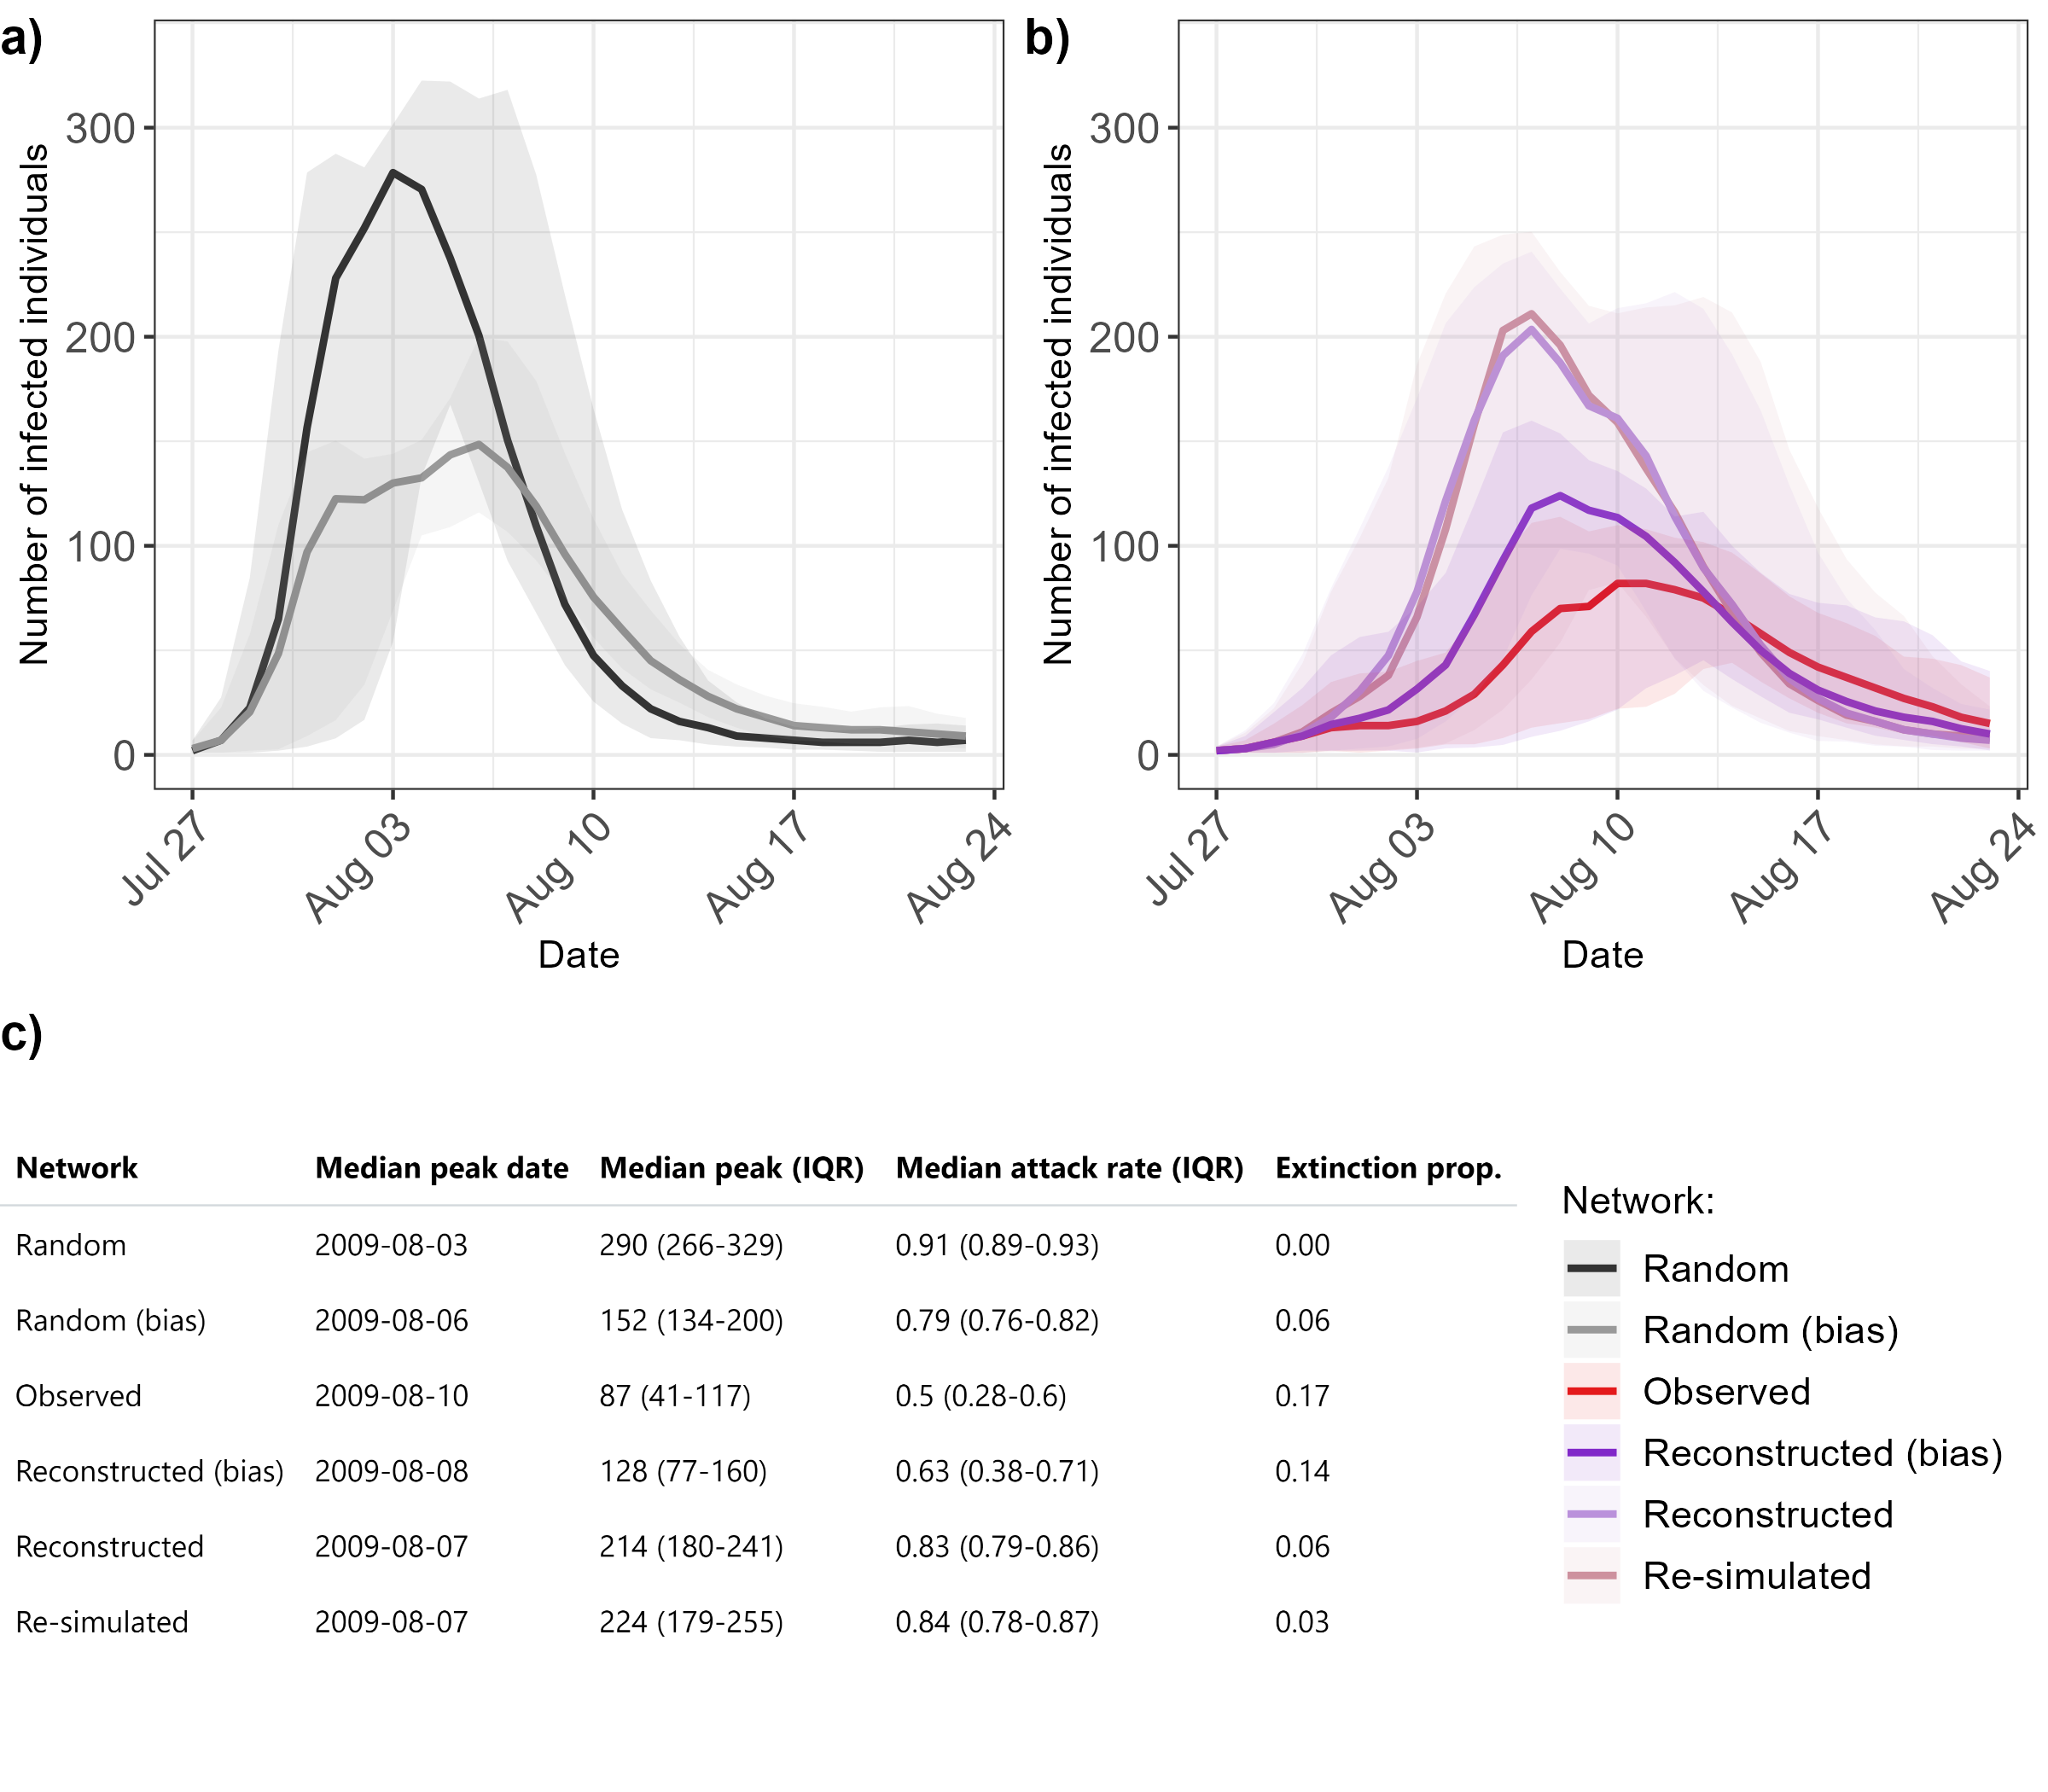 a)
Number of infected individuals
300
200
100
0
Jul 27
Aug 03
Aug 10
Aug 17
Aug 24
Date
b)
Number of infected individuals
300
200
100
0
Jul 27
Aug 03
Aug 10
Aug 17
Aug 24
Date
c)
Network Median peak date Median peak (IQR) Median attack rate (IQR) Extinction prop.
Random 2009-08-03 290 (266-329) 0.91 (0.89-0.93) 0.00
Random (bias) 2009-08-06 152 (134-200) 0.79 (0.76-0.82) 0.06
Observed 2009-08-10 87 (41-117) 0.5 (0.28-0.6) 0.17
Reconstructed (bias) 2009-08-08 128 (77-160) 0.63 (0.38-0.71) 0.14
Reconstructed 2009-08-07 214 (180-241) 0.83 (0.79-0.86) 0.06
Re-simulated 2009-08-07 224 (179-255) 0.84 (0.78-0.87) 0.03
Network:
Random
Random (bias)
Observed
Reconstructed (bias)
Reconstructed
Re-simulated